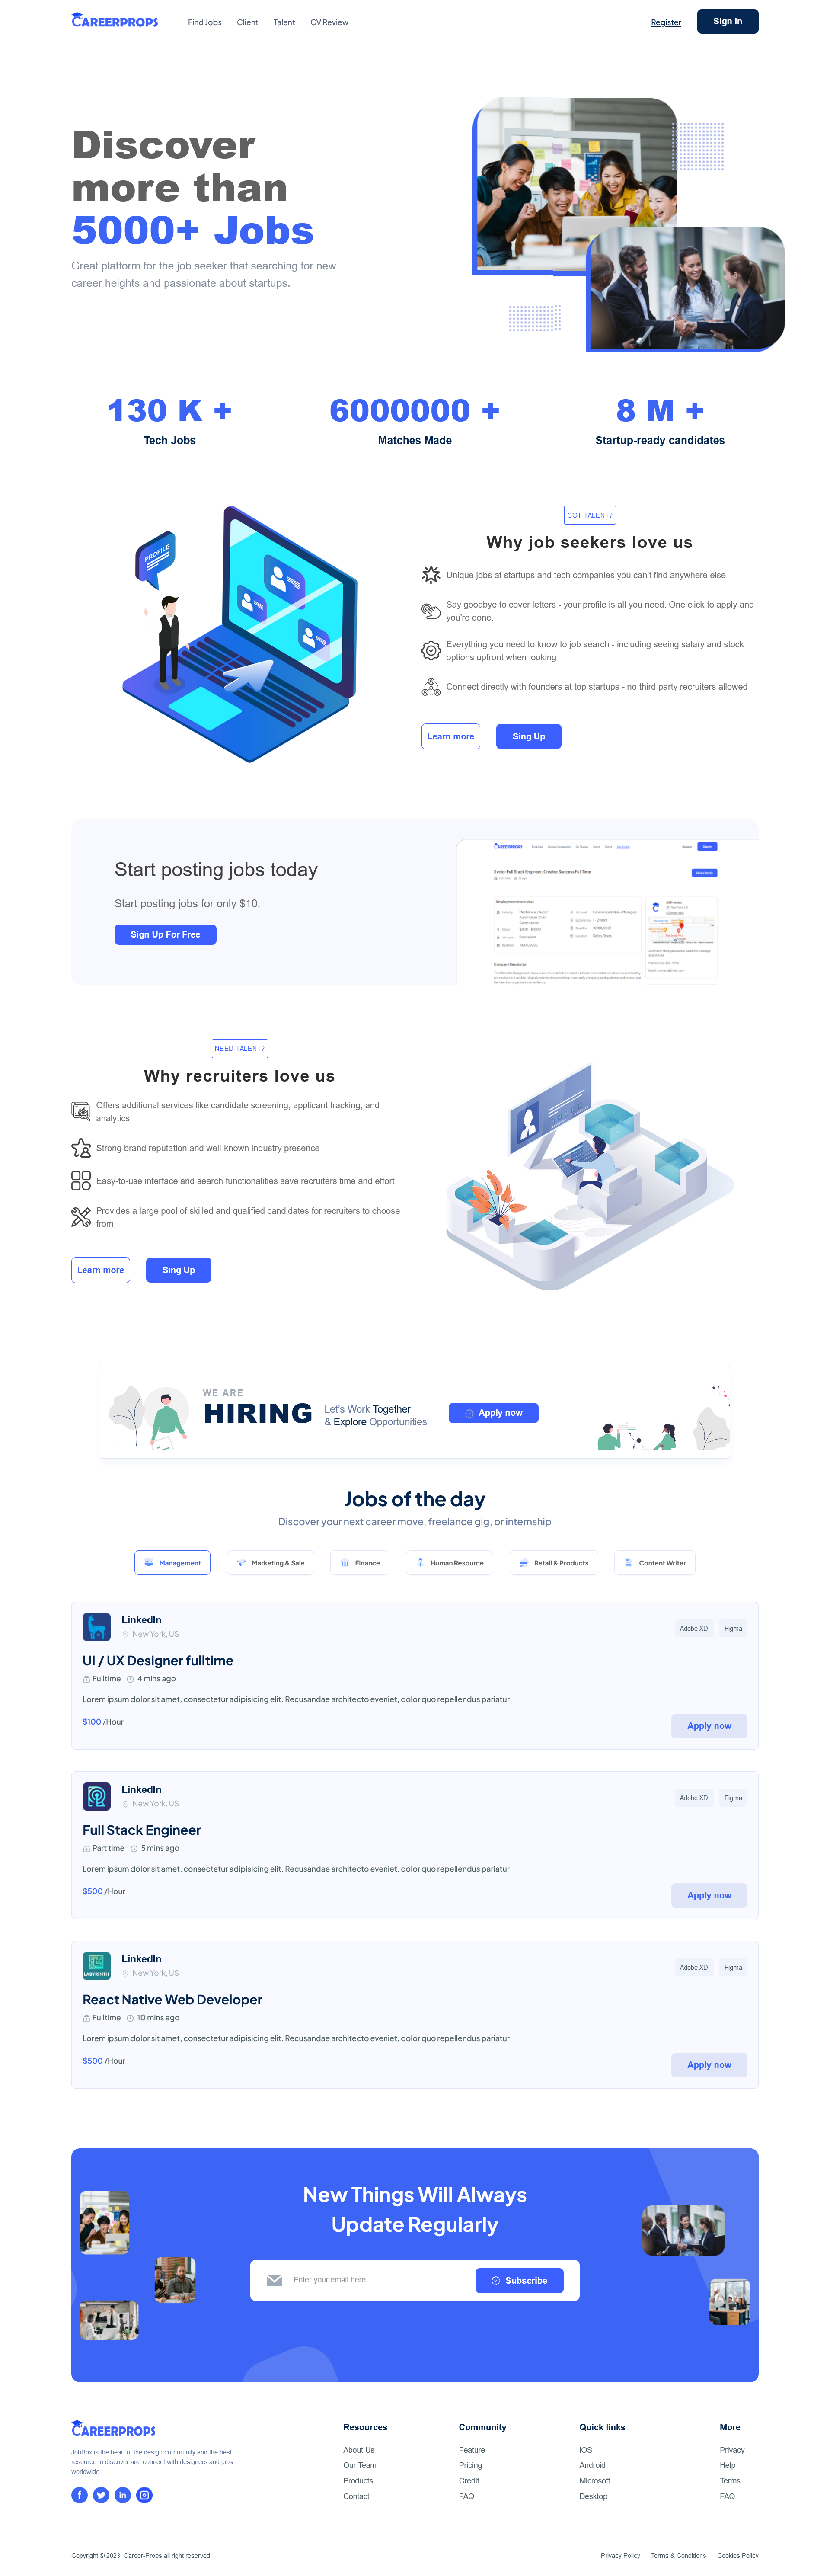 CAREERPROPS
Find Jobs Client Talent CV Review
Register Sign in
Discover
more than
5000+ Jobs
Great platform for the job seeker that searching for new
career heights and passionate about startups.
130 K + 6000000 + 8 M +
Tech Jobs Matches Made Startup-ready candidates
PROFILE
GOT TALENT?
Why job seekers love us
Unique jobs at startups and tech companies you can't find anywhere else
Say goodbye to cover letters - your profile is all you need. One click to apply and
you're done.
Everything you need to know to job search - including seeing salary and stock
options upfront when looking
Connect directly with founders at top startups - no third party recruiters allowed
Learn more Sing Up
Start posting jobs today
Start posting jobs for only $10.
Sign Up For Free
CAREERPROPS
Senior Full Stack Engineer, Creator Success Full Time
Employment Information
Company Description
NEED TALENT?
Why recruiters love us
Offers additional services like candidate screening, applicant tracking, and
analytics
Strong brand reputation and well-known industry presence
Easy-to-use interface and search functionalities save recruiters time and effort
Provides a large pool of skilled and qualified candidates for recruiters to choose
from
Learn more Sing Up
WE ARE
HIRING
Let's Work Together
& Explore Opportunities
Apply now
Jobs of the day
Discover your next career move, freelance gig, or internship
Management Marketing & Sale Finance Human Resource Retail & Products Content Writer
LinkedIn
New York, US
Adobe XD Figma
UI / UX Designer fulltime
Fulltime 4 mins ago
Lorem ipsum dolor sit amet, consectetur adipisicing elit. Recusandae architecto eveniet, dolor quo repellendus pariatur
$100 /Hour
Apply now
LinkedIn
New York, US
Adobe XD Figma
Full Stack Engineer
Part time 5 mins ago
Lorem ipsum dolor sit amet, consectetur adipisicing elit. Recusandae architecto eveniet, dolor quo repellendus pariatur
$500 /Hour
Apply now
LABYRINTH
LinkedIn
New York, US
Adobe XD Figma
React Native Web Developer
Fulltime 10 mins ago
Lorem ipsum dolor sit amet, consectetur adipisicing elit. Recusandae architecto eveniet, dolor quo repellendus pariatur
$500 /Hour
Apply now
New Things Will Always
Update Regularly
Enter your email here
Subscribe
CAREERPROPS
JobBox is the heart of the design community and the best
resource to discover and connect with designers and jobs
worldwide.
Resources
About Us
Our Team
Products
Contact
Community
Feature
Pricing
Credit
FAQ
Quick links
iOS
Android
Microsoft
Desktop
More
Privacy
Help
Terms
FAQ
Copyright © 2023. Career-Props all right reserved
Privacy Policy Terms & Conditions Cookies Policy